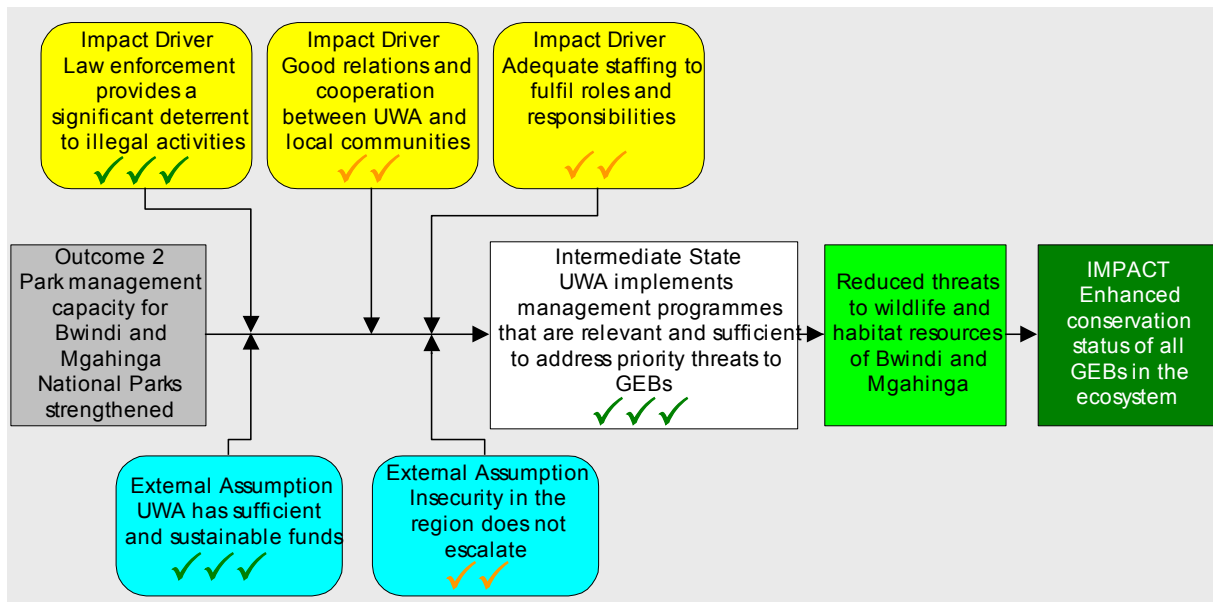 Impact Driver
Law enforcement
provides a
significant deterrent
to illegal activities
Impact Driver
Good relations and
cooperation
between UWA and
local communities
Impact Driver
Adequate staffing to
fulfil roles and
responsibilities
Outcome 2
Park management
capacity for
Bwindi and
Mgahinga
National Parks
strengthened
Intermediate State
UWA implements
management programmes
that are relevant and sufficient
to address priority threats to
GEBs
Reduced threats
to wildlife and
habitat resources
of Bwindi and
Mgahinga
IMPACT
Enhanced
conservation
status of all
GEBs in the
ecosystem
External Assumption
UWA has sufficient
and sustainable funds
External Assumption
Insecurity in the
region does not
escalate